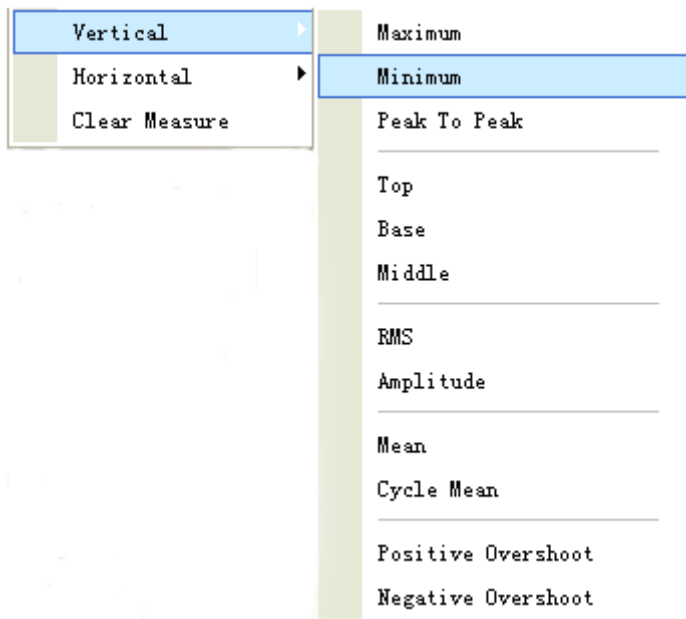 Vertical
Horizontal
Clear Measure
Maximum
Minimum
Peak To Peak
Top
Base
Middle
RMS
Amplitude
Mean
Cycle Mean
Positive Overshoot
Negative Overshoot